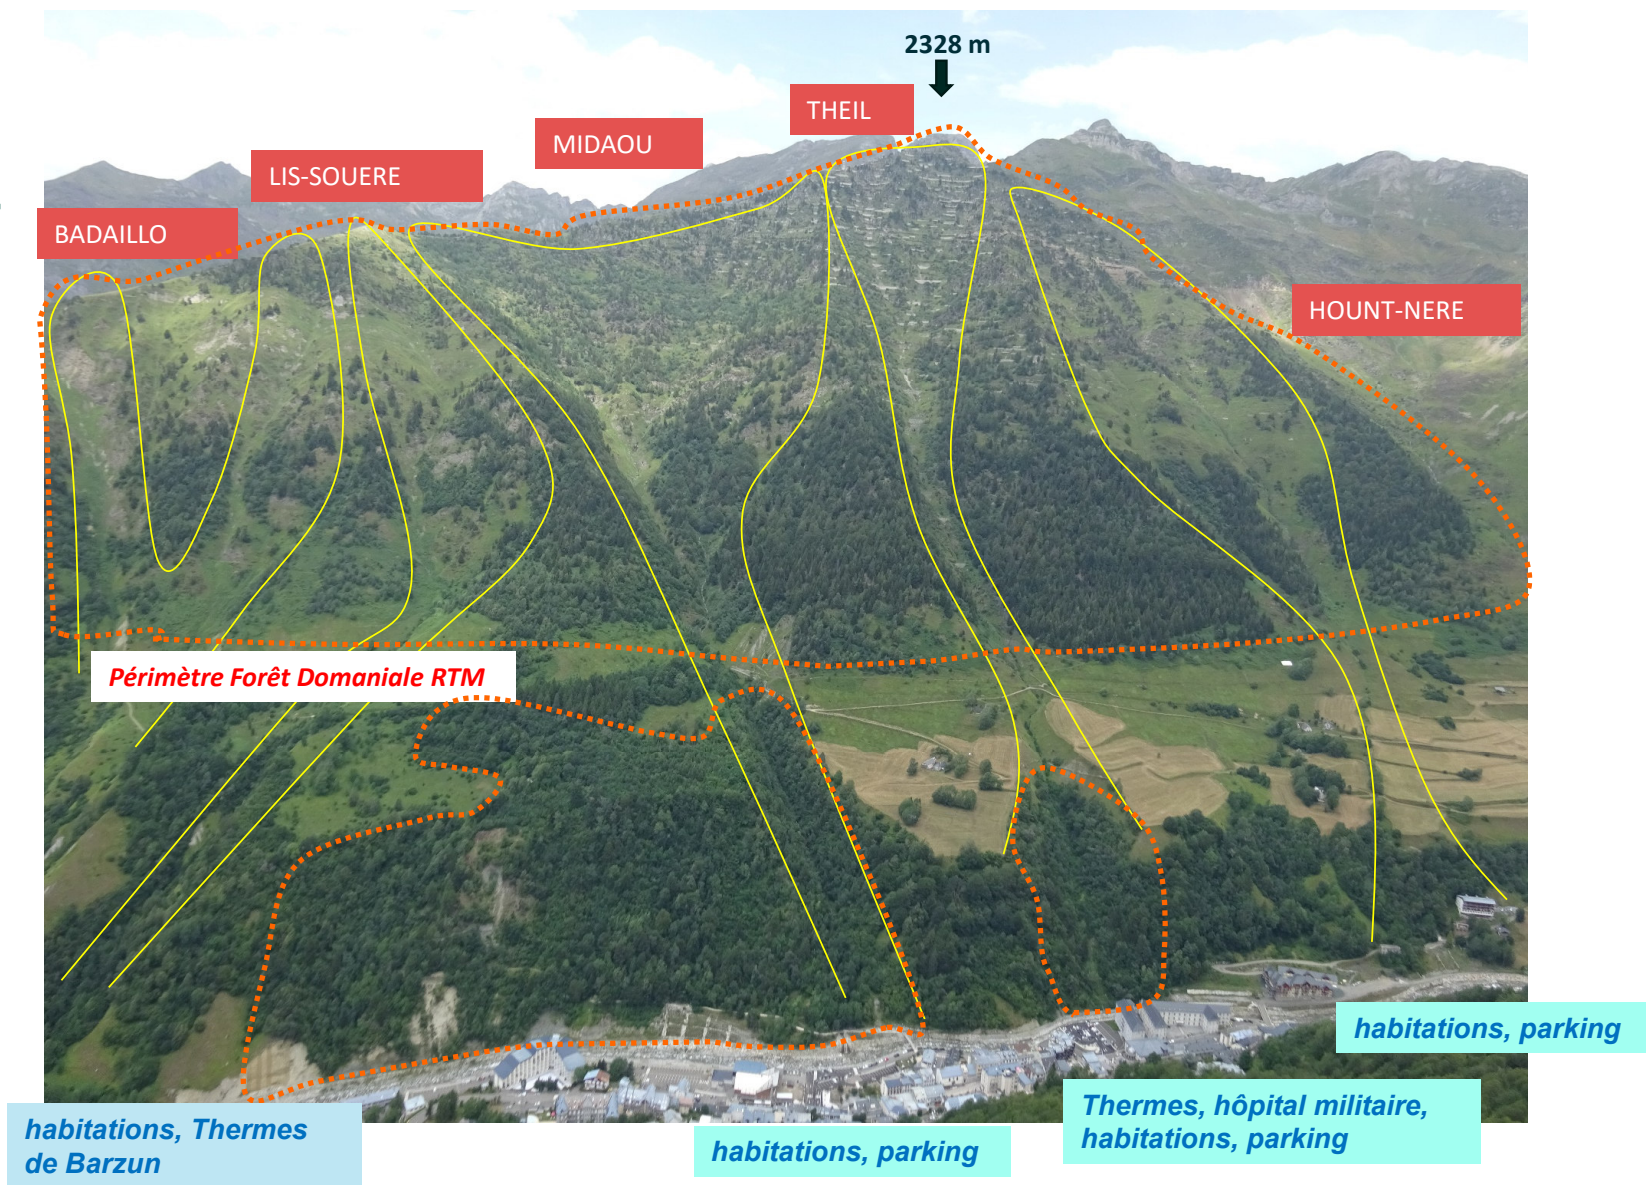 2328 m
THEIL
MIDAOU
LIS-SOUERE
BADAILLO
HOUNT-NERE
Périmètre Forêt Domaniale RTM
habitations, parking
Thermes, hôpital militaire,
habitations, parking
habitations, Thermes
de Barzun
habitations, parking